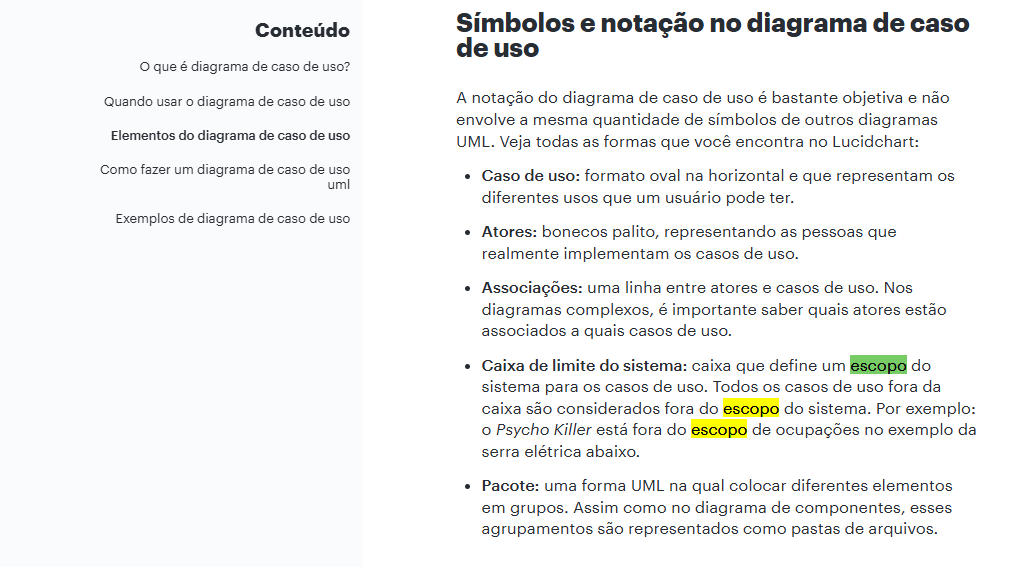 Conteúdo
O que é diagrama de caso de uso?
Quando usar o diagrama de caso de uso
Elementos do diagrama de caso de uso
Como fazer um diagrama de caso de uso
uml
Exemplos de diagrama de caso de uso
Símbolos e notação no diagrama de caso
de uso
A notação do diagrama de caso de uso é bastante objetiva e não
envolve a mesma quantidade de símbolos de outros diagramas
UML. Veja todas as formas que você encontra no Lucidchart:
• Caso de uso: formato oval na horizontal e que representam os
diferentes usos que um usuário pode ter.
• Atores: bonecos palito, representando as pessoas que
realmente implementam os casos de uso.
• Associações: uma linha entre atores e casos de uso. Nos
diagramas complexos, é importante saber quais atores estão
associados a quais casos de uso.
• Caixa de limite do sistema: caixa que define um escopo do
sistema para os casos de uso. Todos os casos de uso fora da
caixa são considerados fora do escopo do sistema. Por exemplo:
o Psycho Killer está fora do escopo de ocupações no exemplo da
serra elétrica abaixo.
• Pacote: uma forma UML na qual colocar diferentes elementos
em grupos. Assim como no diagrama de componentes, esses
agrupamentos são representados como pastas de arquivos.